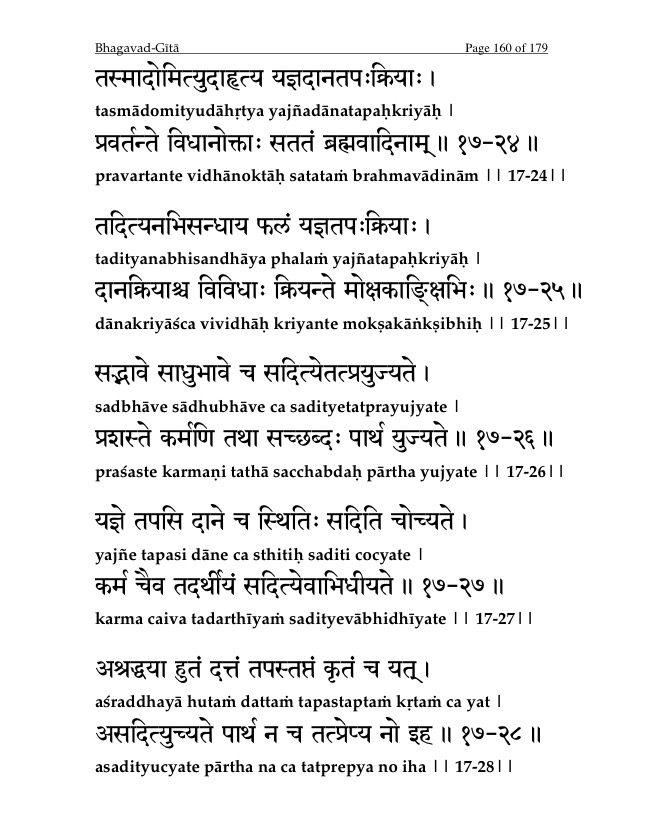 Bhagavad-Gītā Page 160 of 179
तस्मादोमित्युदाहृत्य यज्ञदानतपःक्रियाः ।
tasmādomityudāhṛtya yajñadānatapaḥkriyāḥ |
प्रवर्तन्ते विधानोक्ताः सततं ब्रह्मवादिनाम् ॥ १७-२४ ॥
pravartante vidhānoktāḥ satataṁ brahmavādinām || 17-24||
तदित्यनभिसन्धाय फलं यज्ञतपःक्रियाः ।
tadityanabhisandhāya phalaṁ yajñatapaḥkriyāḥ |
दानक्रियाश्च विविधाः क्रियन्ते मोक्षकाङ्क्षिभिः ॥ १७-२५ ॥
dānakriyāśca vividhāḥ kriyante mokṣakāṅkṣibhiḥ || 17-25||
सद्भावे साधुभावे च सदित्येतत्प्रयुज्यते ।
sadbhāve sādhubhāve ca sadityetatprayujyate |
प्रशस्ते कर्मणि तथा सच्छब्दः पार्थ युज्यते ॥ १७-२६ ॥
praśaste karmaṇi tathā sacchabdaḥ pārtha yujyate || 17-26||
यज्ञे तपसि दाने च स्थितिः सदिति चोच्यते ।
yajñe tapasi dāne ca sthitiḥ saditi cocyate |
कर्म चैव तदर्थीयं सदित्येवाभिधीयते ॥ १७-२७ ॥
karma caiva tadarthīyaṁ sadityevābhidhīyate || 17-27||
अश्रद्धया हुतं दत्तं तपस्तप्तं कृतं च यत् ।
aśraddhayā hutaṁ dattaṁ tapastaptaṁ kṛtaṁ ca yat |
असदित्युच्यते पार्थ न च तत्प्रेप्य नो इह ॥ १७-२८ ॥
asadityucyate pārtha na ca tatprepya no iha || 17-28||